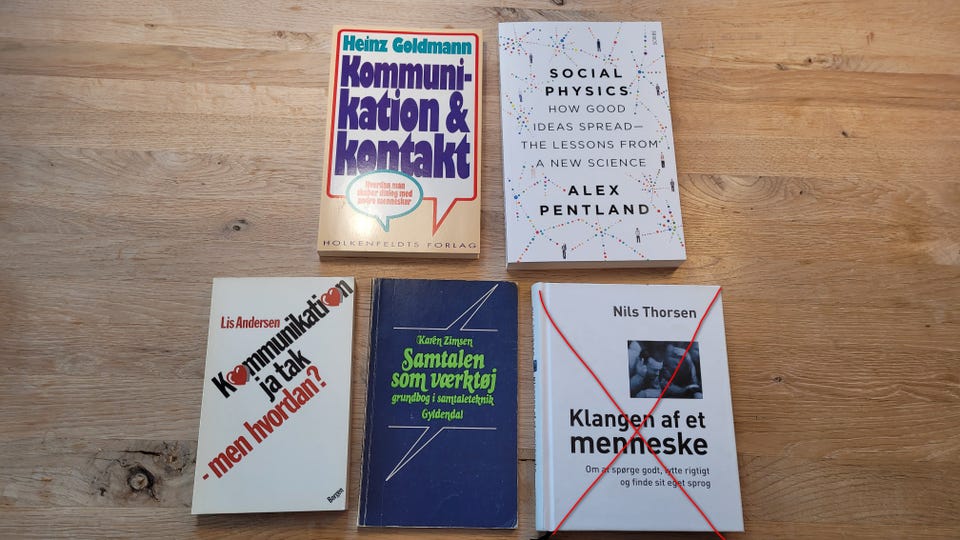 Heinz Goldmann
Kommuni-
kation &
kontakt
Hvordan man
skaber dialog med
andre mennesker
HOLKENFELDTS FORLAG
SCRIBE
SOCIAL
PHYSICS
HOW GOOD
IDEAS SPREAD—
THE LESSONS FROM
A NEW SCIENCE
ALEX
PENTLAND
Lis Andersen
Kommunikation
ja tak
- men hvordan?
Borgen
Karen Zimsen
Samtalen
som værktøj
grundbog i samtaleteknik
Gyldendal
Nils Thorsen
Klangen af et
menneske
Om at spørge godt, lytte rigtigt
og finde sit eget sprog